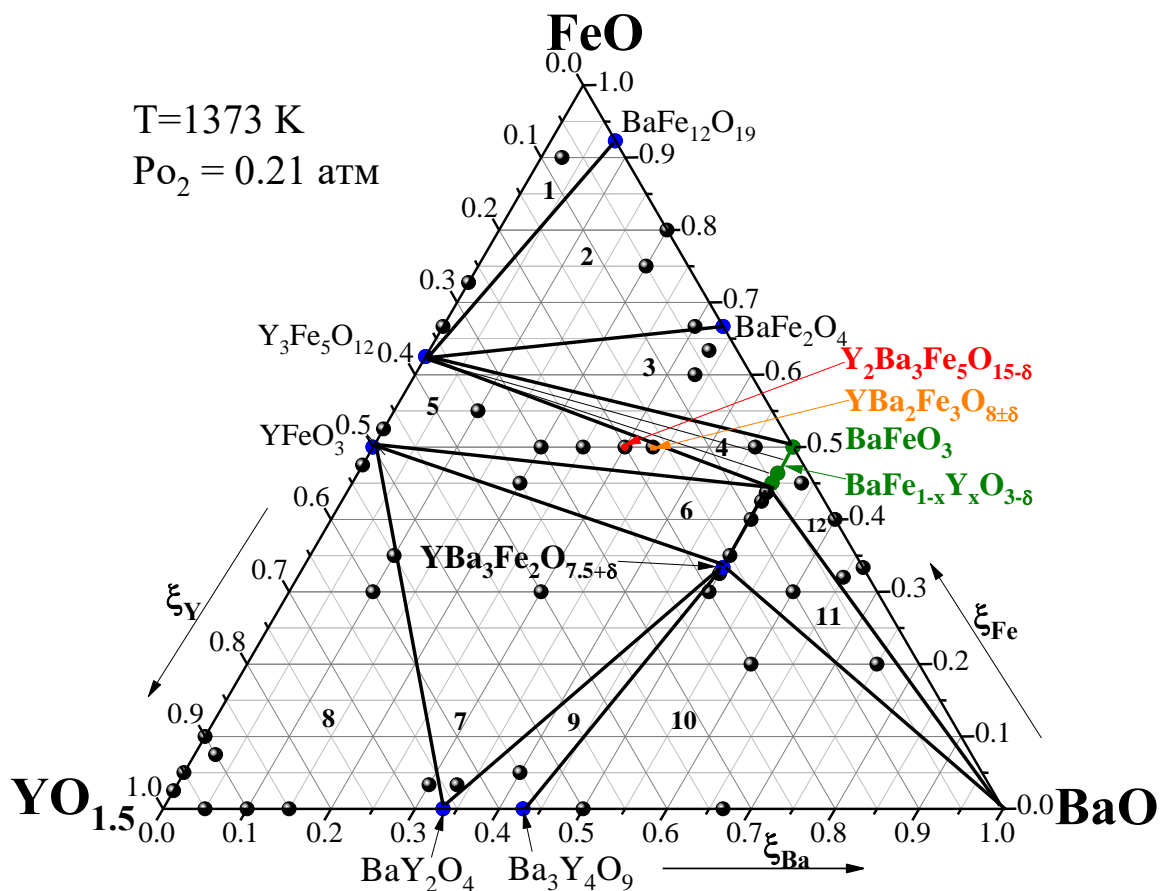 FeO
T=1373 K
Po₂ = 0.21 атм
0.0
1.0
BaFe₁₂O₁₉
0.1
0.9
1
0.2
0.8
2
0.3
0.7
BaFe₂O₄
Y₃Fe₅O₁₂
0.4
3
0.6
Y₂Ba₃Fe₅O₁₅₋δ
YBa₂Fe₃O₈±δ
5
YFeO₃
0.5
4
0.5
BaFeO₃
BaFe₁₋ₓYₓO₃₋δ
0.6
6
12
0.4
YBa₃Fe₂O₇.₅₊δ
0.7
0.3
ξY
11
ξFe
0.8
0.2
8
7
9
10
0.9
0.1
YO₁.₅
1.0
0.0
BaO
0.0
0.1
0.2
0.3
0.4
0.5
0.6
0.7
0.8
0.9
1.0
ξBa
BaY₂O₄
Ba₃Y₄O₉